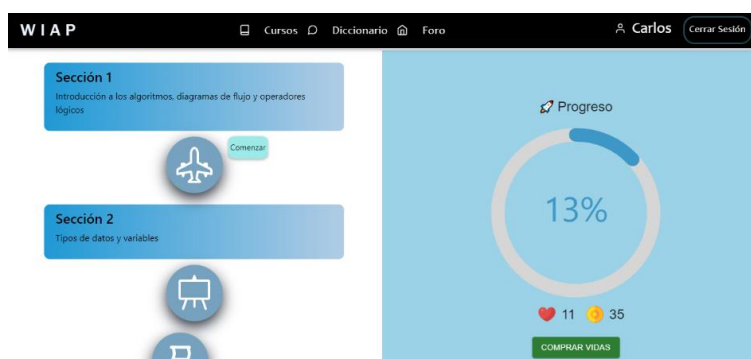 WIAP
Cursos
Diccionario
Foro
Carlos
Cerrar Sesión
Sección 1
Introducción a los algoritmos, diagramas de flujo y operadores
lógicos
Comenzar
Sección 2
Tipos de datos y variables
Progreso
13%
11
35
COMPRAR VIDAS